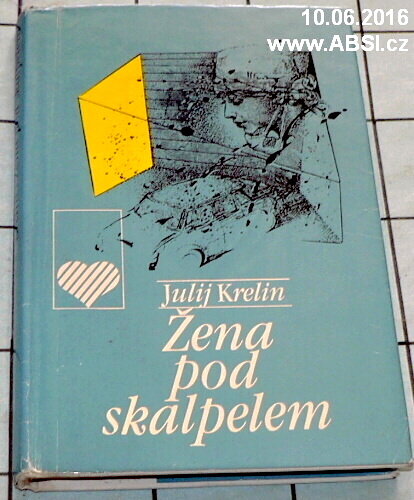 10.06.2016
www.ABSI.cz
Julij Krelin
Žena
pod
skalpelem